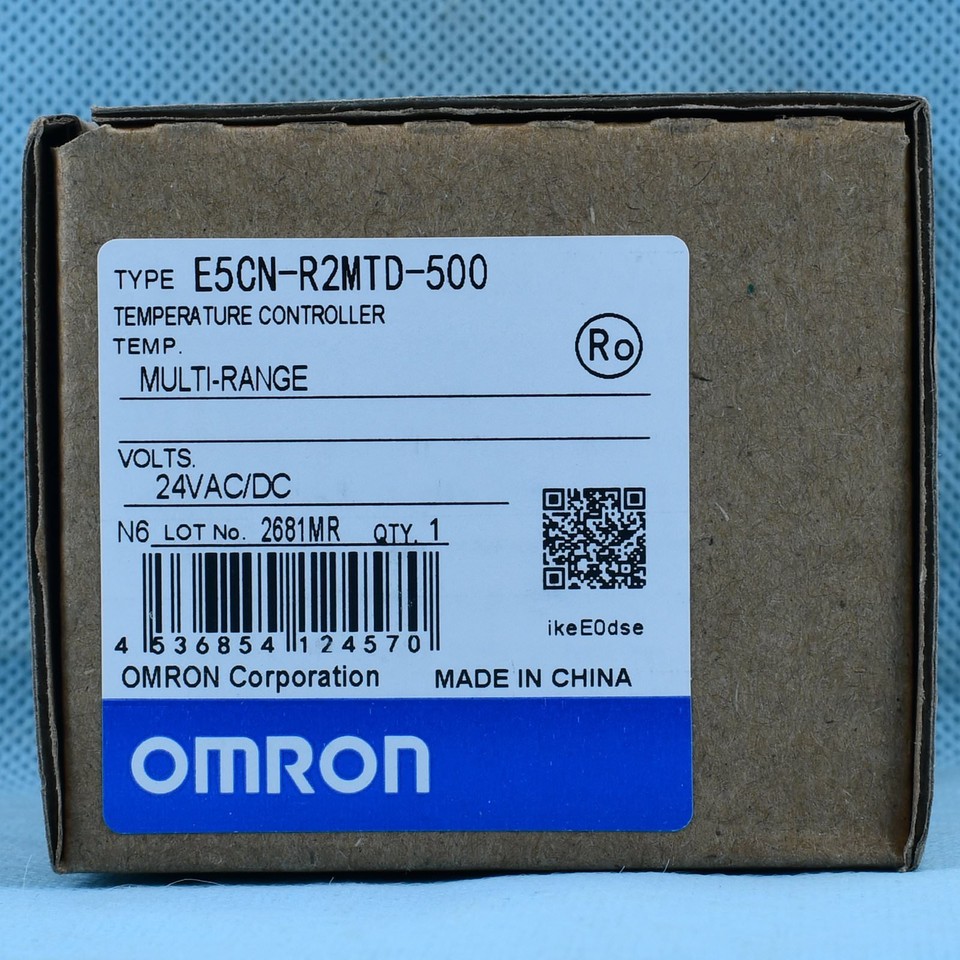 TYPE E5CN-R2MTD-500
TEMPERATURE CONTROLLER
TEMP.
Ro
MULTI-RANGE
VOLTS.
24VAC/DC
N6 LOT No. 2681MR QTY. 1
4 536854 124570
ikeE0dse
OMRON Corporation MADE IN CHINA
OMRON